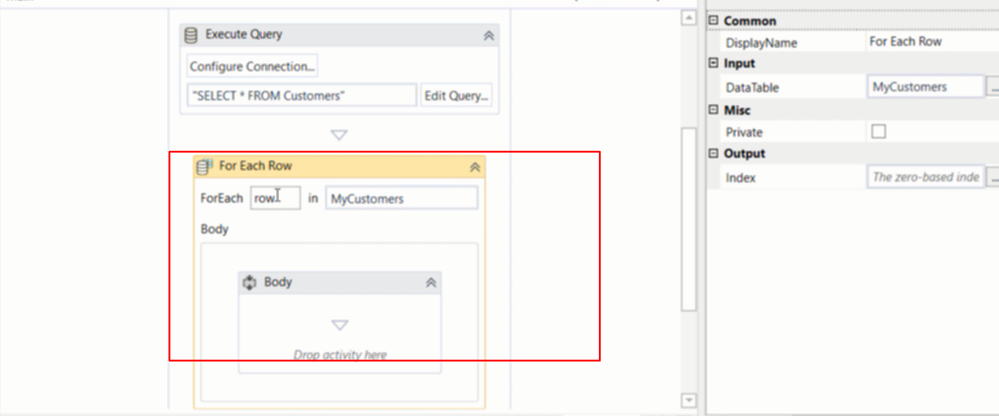 Execute Query
Configure Connection...
"SELECT * FROM Customers" Edit Query...
For Each Row
ForEach row in MyCustomers
Body
Body
Drop activity here
Common
DisplayName For Each Row
Input
DataTable MyCustomers ...
Misc
Private
Output
Index The zero-based inde ...